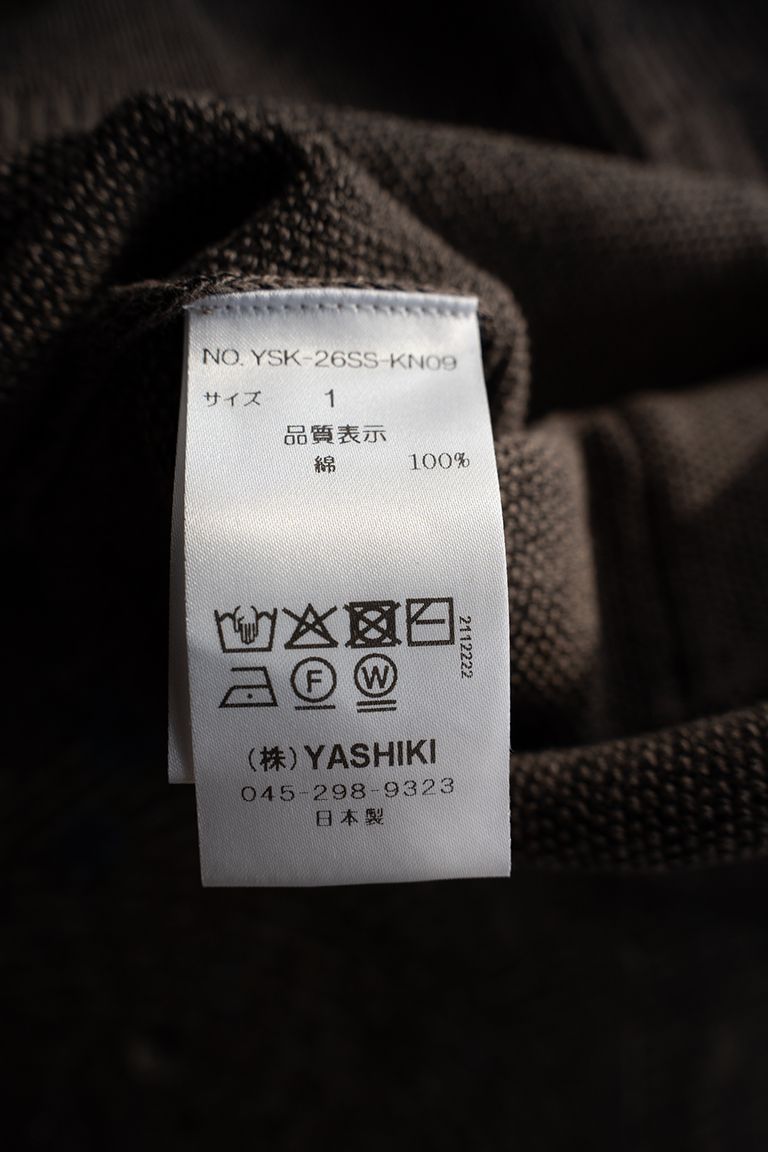 NO. YSK-26SS-KN09
サイズ 1
品質表示
綿 100%
2112222
F W
(株)YASHIKI
045-298-9323
日本製